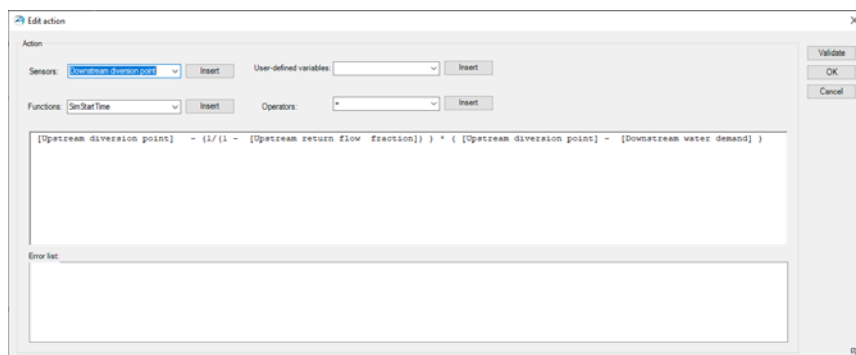 Edit action
Action
Validate
Sensors: Downstream diversion point Insert User-defined variables: Insert
OK
Cancel
Functions: SimStartTime Insert Operators: * Insert
[Upstream diversion point] - (1/(1 - [Upstream return flow fraction]) ) * ( [Upstream diversion point] - [Downstream water demand] )
Error list: